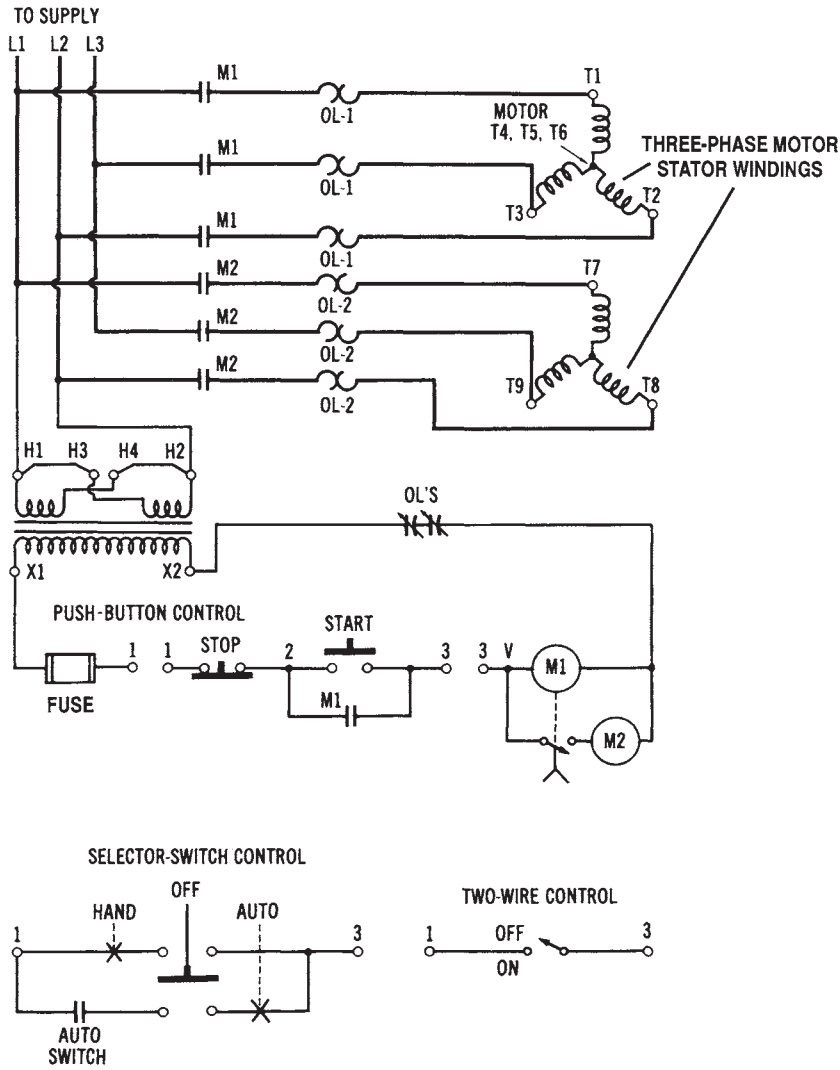 TO SUPPLY
L1 L2 L3
M1
OL-1
T1
MOTOR
T4, T5, T6
THREE-PHASE MOTOR
STATOR WINDINGS
M1
OL-1
T3
T2
M1
OL-1
M2
OL-2
T7
M2
OL-2
M2
OL-2
T9
T8
H1 H3 H4 H2
OL'S
X1 X2
PUSH-BUTTON CONTROL
START
1 1 STOP 2 3 3 V
M1
FUSE
M1
M2
SELECTOR-SWITCH CONTROL
OFF
HAND AUTO
1 3
AUTO
SWITCH
TWO-WIRE CONTROL
1 OFF 3
ON